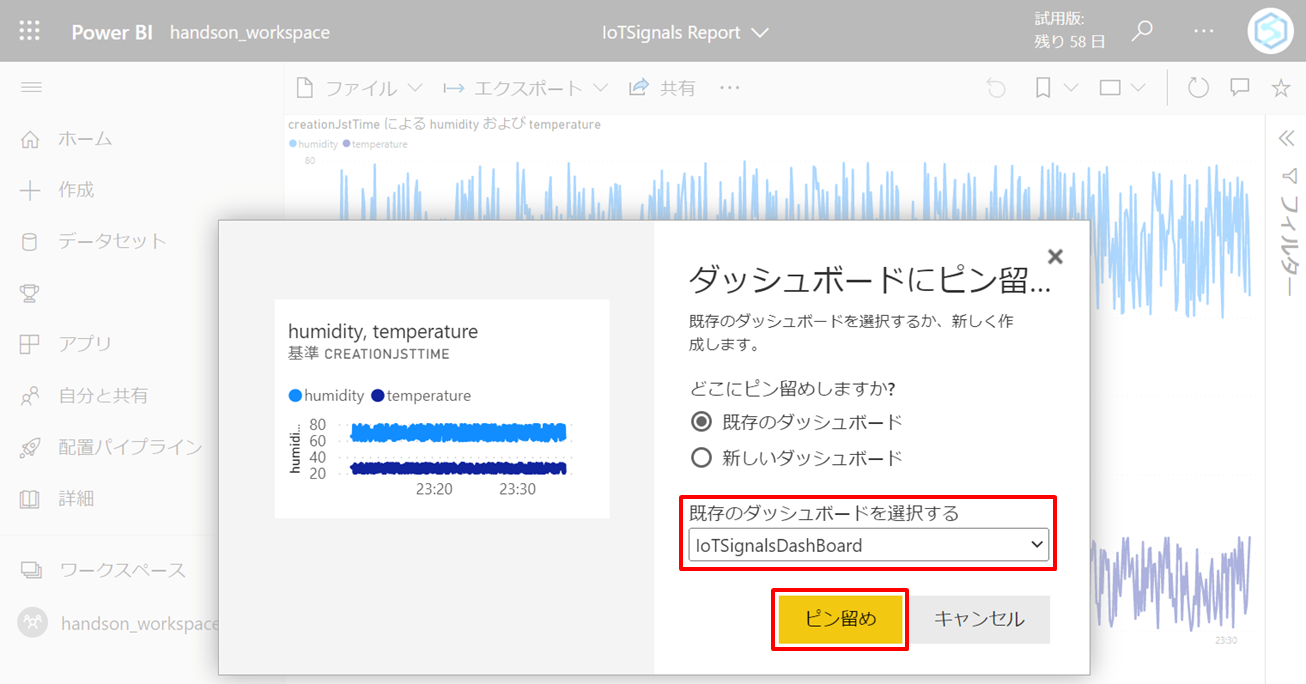 Power BI handson_workspace
IoTSignals Report
試用版:
残り 58 日
ファイル
エクスポート
共有
ホーム
作成
データセット
アプリ
自分と共有
配置パイプライン
詳細
ワークスペース
handson_workspace
creationJstTime による humidity および temperature
humidity temperature
80
フィルター
humidity, temperature
基準 CREATIONJSTTIME
humidity temperature
humidi...
80
60
40
20
23:20 23:30
ダッシュボードにピン留...
既存のダッシュボードを選択するか、新しく作
成します。
どこにピン留めしますか?
既存のダッシュボード
新しいダッシュボード
既存のダッシュボードを選択する
IoTSignalsDashBoard
ピン留め
キャンセル
23:30